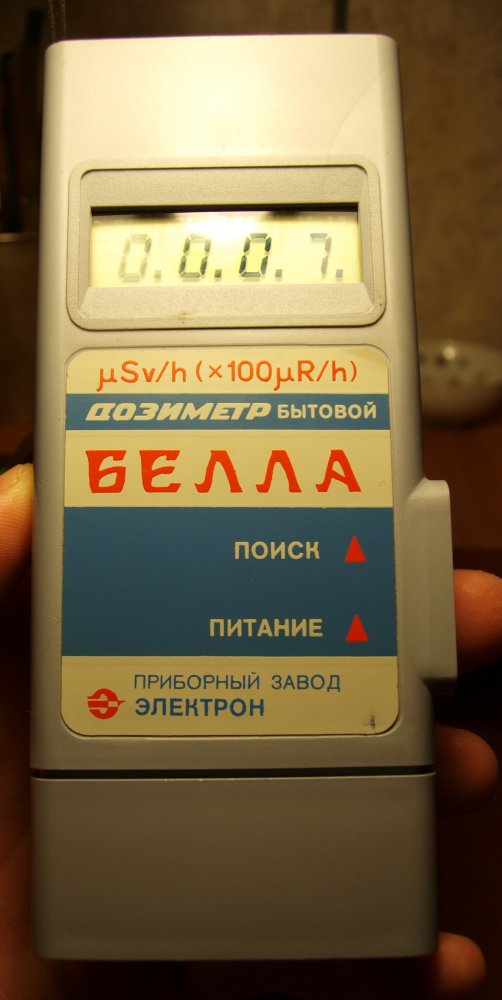 0.0.0.7.
μSv/h (×100μR/h)
ДОЗИМЕТР БЫТОВОЙ
БЕЛЛА
ПОИСК
ПИТАНИЕ
ПРИБОРНЫЙ ЗАВОД
ЭЛЕКТРОН